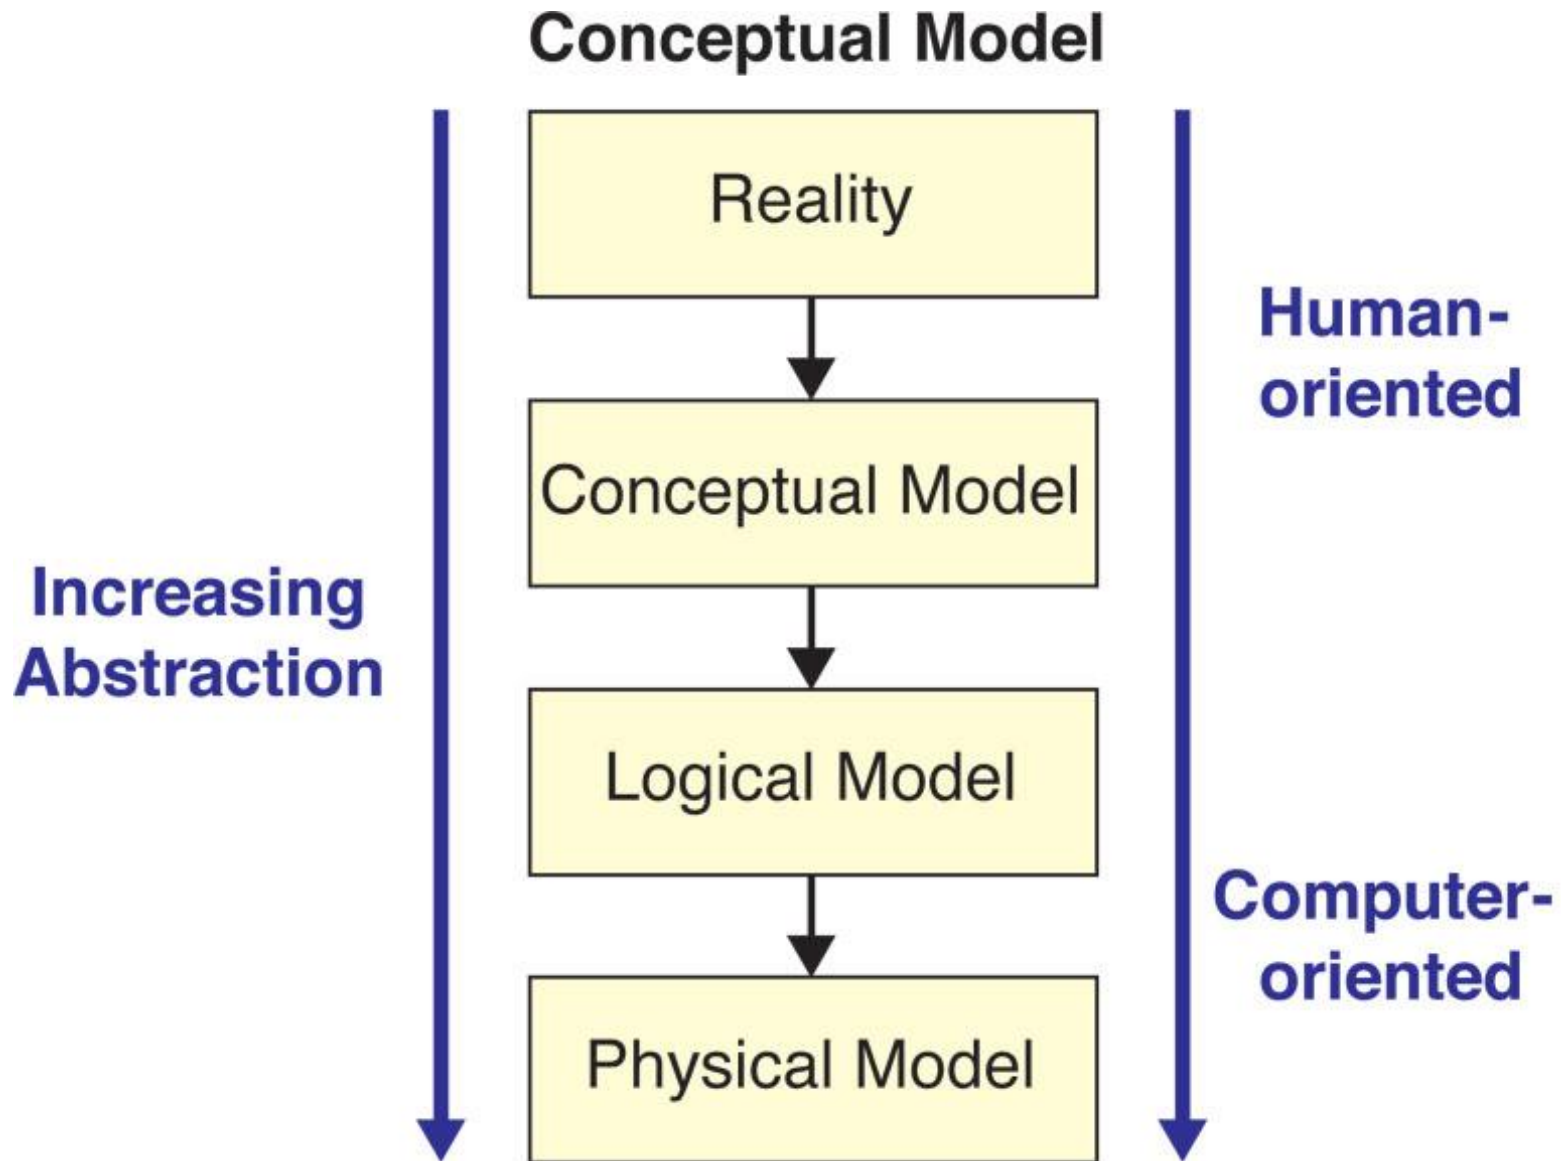 Conceptual Model
Reality
Human-
oriented
Conceptual Model
Increasing
Abstraction
Logical Model
Computer-
oriented
Physical Model